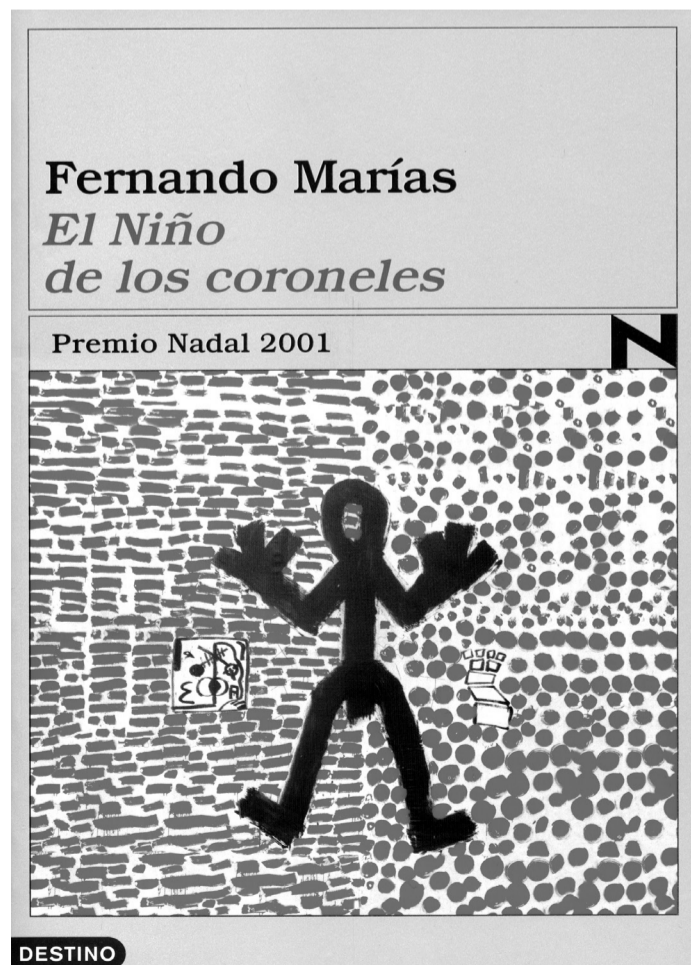 Fernando Marías
El Niño
de los coroneles
Premio Nadal 2001
N
DESTINO